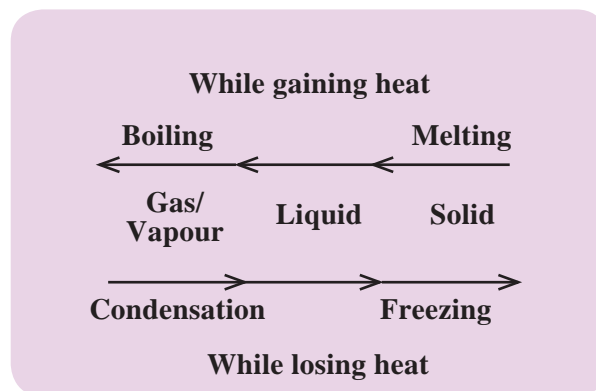 While gaining heat
Boiling Melting
Gas/
Vapour
Liquid
Solid
Condensation Freezing
While losing heat